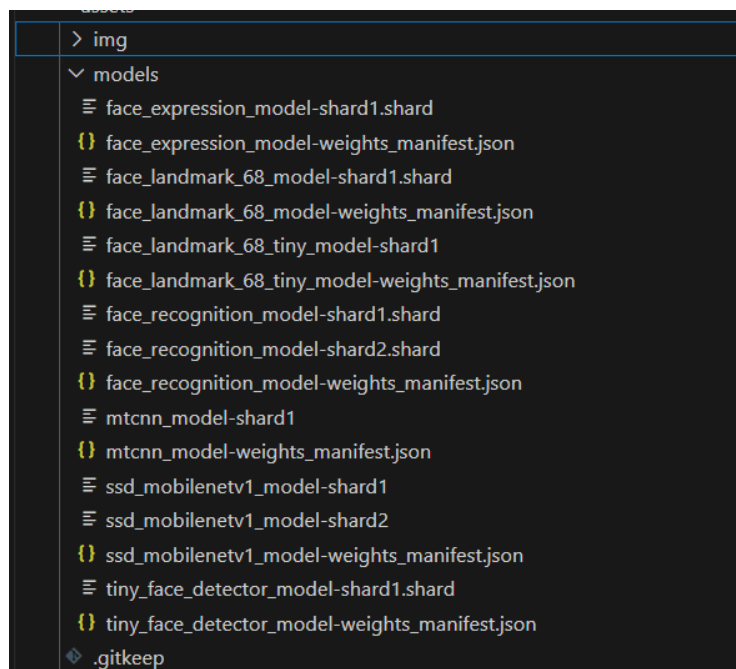 assets
img
models
face_expression_model-shard1.shard
face_expression_model-weights_manifest.json
face_landmark_68_model-shard1.shard
face_landmark_68_model-weights_manifest.json
face_landmark_68_tiny_model-shard1
face_landmark_68_tiny_model-weights_manifest.json
face_recognition_model-shard1.shard
face_recognition_model-shard2.shard
face_recognition_model-weights_manifest.json
mtcnn_model-shard1
mtcnn_model-weights_manifest.json
ssd_mobilenetv1_model-shard1
ssd_mobilenetv1_model-shard2
ssd_mobilenetv1_model-weights_manifest.json
tiny_face_detector_model-shard1.shard
tiny_face_detector_model-weights_manifest.json
.gitkeep